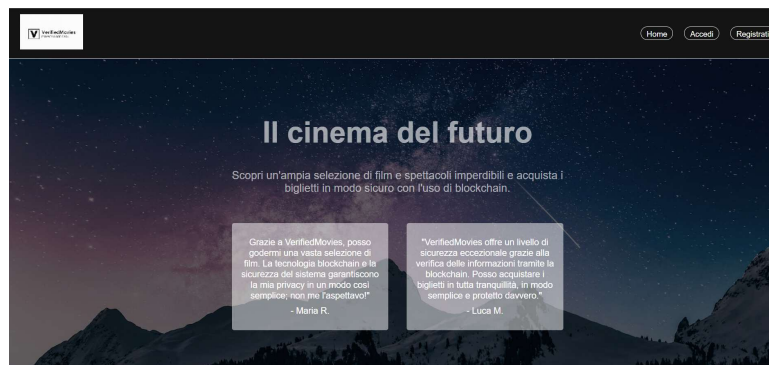 VerifiedMovies
Home
Accedi
Registrati
Il cinema del futuro
Scopri un'ampia selezione di film e spettacoli imperdibili e acquista i
biglietti in modo sicuro con l'uso di blockchain.
Grazie a VerifiedMovies, posso
godermi una vasta selezione di
film. La tecnologia blockchain e la
sicurezza del sistema garantiscono
la mia privacy in un modo così
semplice; non me l'aspettavo!"
- Maria R.
"VerifiedMovies offre un livello di
sicurezza eccezionale grazie alla
verifica delle informazioni tramite la
blockchain. Posso acquistare i
biglietti in tutta tranquillità, in modo
semplice e protetto davvero."
- Luca M.